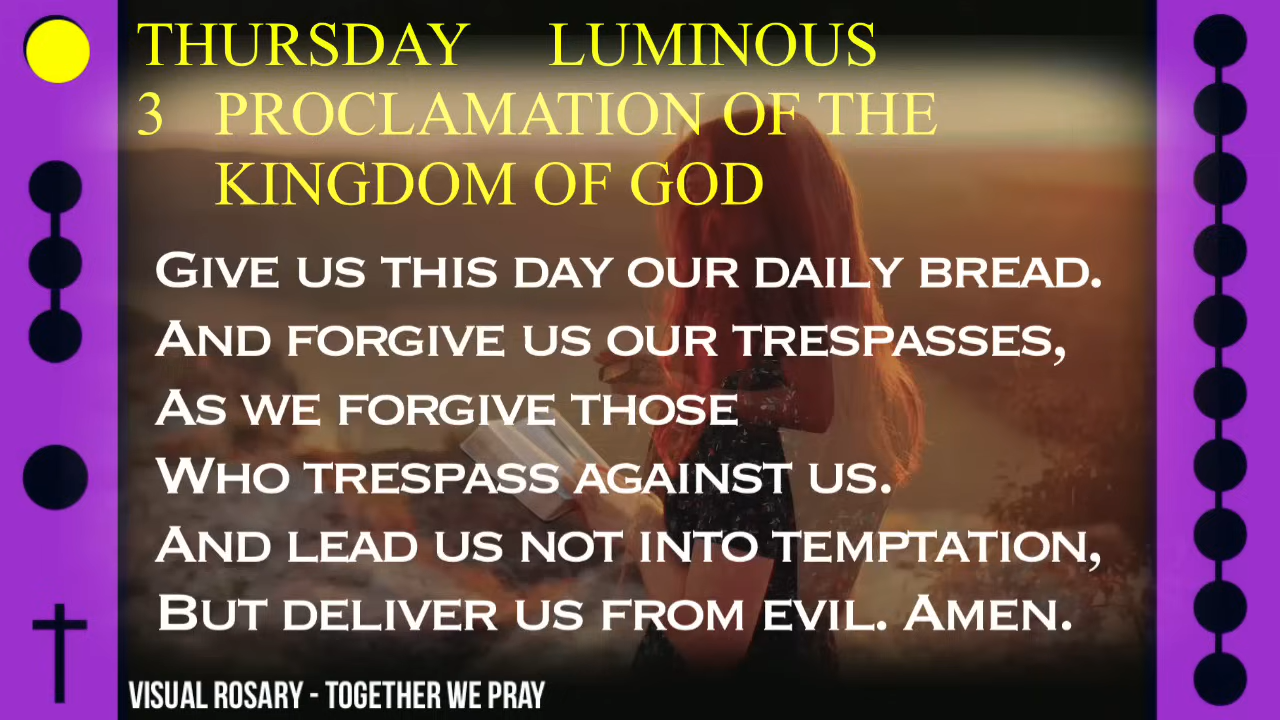 THURSDAY LUMINOUS
3 PROCLAMATION OF THE
KINGDOM OF GOD
GIVE US THIS DAY OUR DAILY BREAD.
AND FORGIVE US OUR TRESPASSES,
AS WE FORGIVE THOSE
WHO TRESPASS AGAINST US.
AND LEAD US NOT INTO TEMPTATION,
BUT DELIVER US FROM EVIL. AMEN.
VISUAL ROSARY - TOGETHER WE PRAY